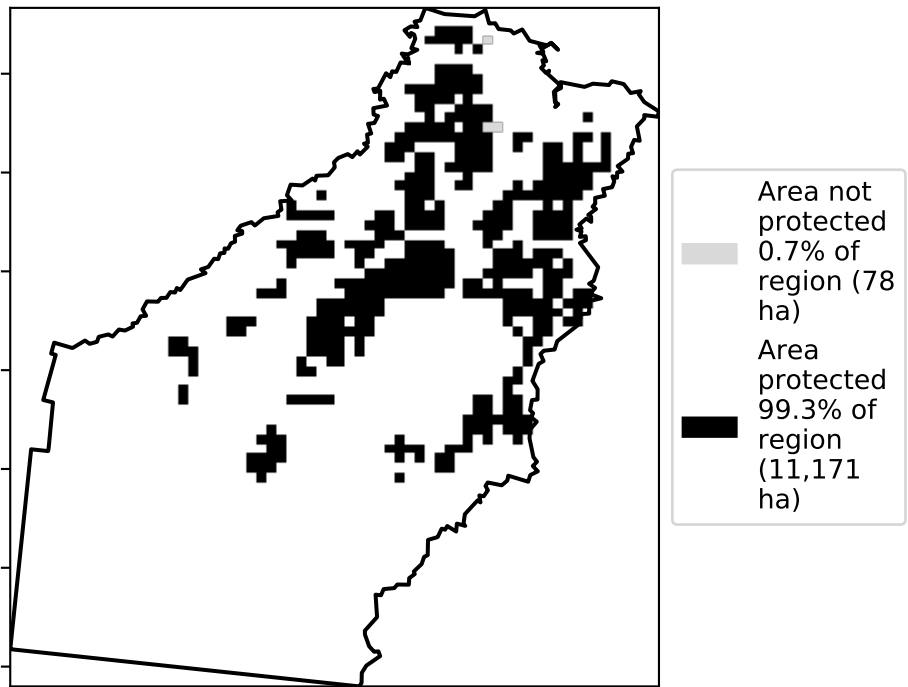 Area not
protected
0.7% of
region (78
ha)
Area
protected
99.3% of
region
(11,171
ha)